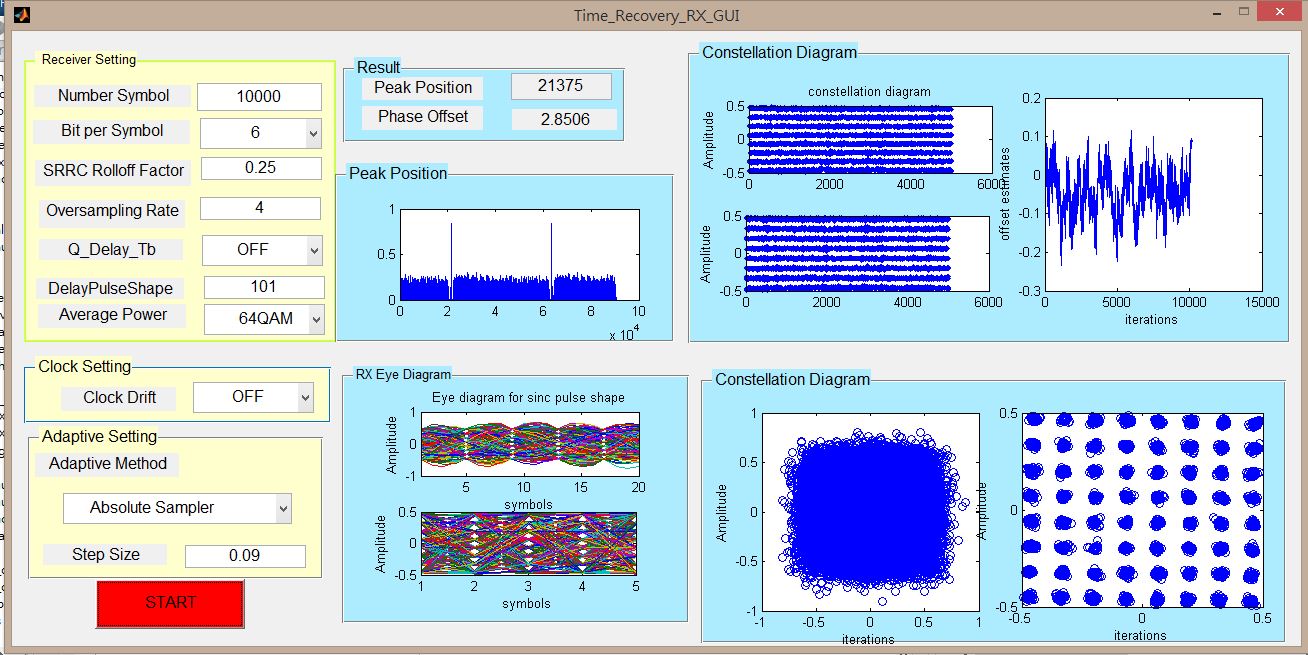 Time_Recovery_RX_GUI
Receiver Setting
Number Symbol 10000
Bit per Symbol 6
SRRC Rolloff Factor 0.25
Oversampling Rate 4
Q_Delay_Tb OFF
DelayPulseShape 101
Average Power 64QAM
Clock Setting
Clock Drift OFF
Adaptive Setting
Adaptive Method
Absolute Sampler
Step Size 0.09
START
Result
Peak Position 21375
Phase Offset 2.8506
Peak Position
1
0.5
0
0 2 4 6 8 10
x 10^4
RX Eye Diagram
Eye diagram for sinc pulse shape
Amplitude
1
0
-1
5 10 15 20
symbols
Amplitude
0.5
0
-0.5
1 2 3 4 5
symbols
Constellation Diagram
constellation diagram
Amplitude
0.5
0
-0.5
0 2000 4000 6000
Amplitude
0.5
0
-0.5
0 2000 4000 6000
offset estimates
0.2
0.1
0
-0.1
-0.2
-0.3
0 5000 10000 15000
iterations
Constellation Diagram
Amplitude
1
0.5
0
-0.5
-1
-1 -0.5 0 0.5 1
iterations
Amplitude
0.5
0
-0.5
-0.5 0 0.5
iterations